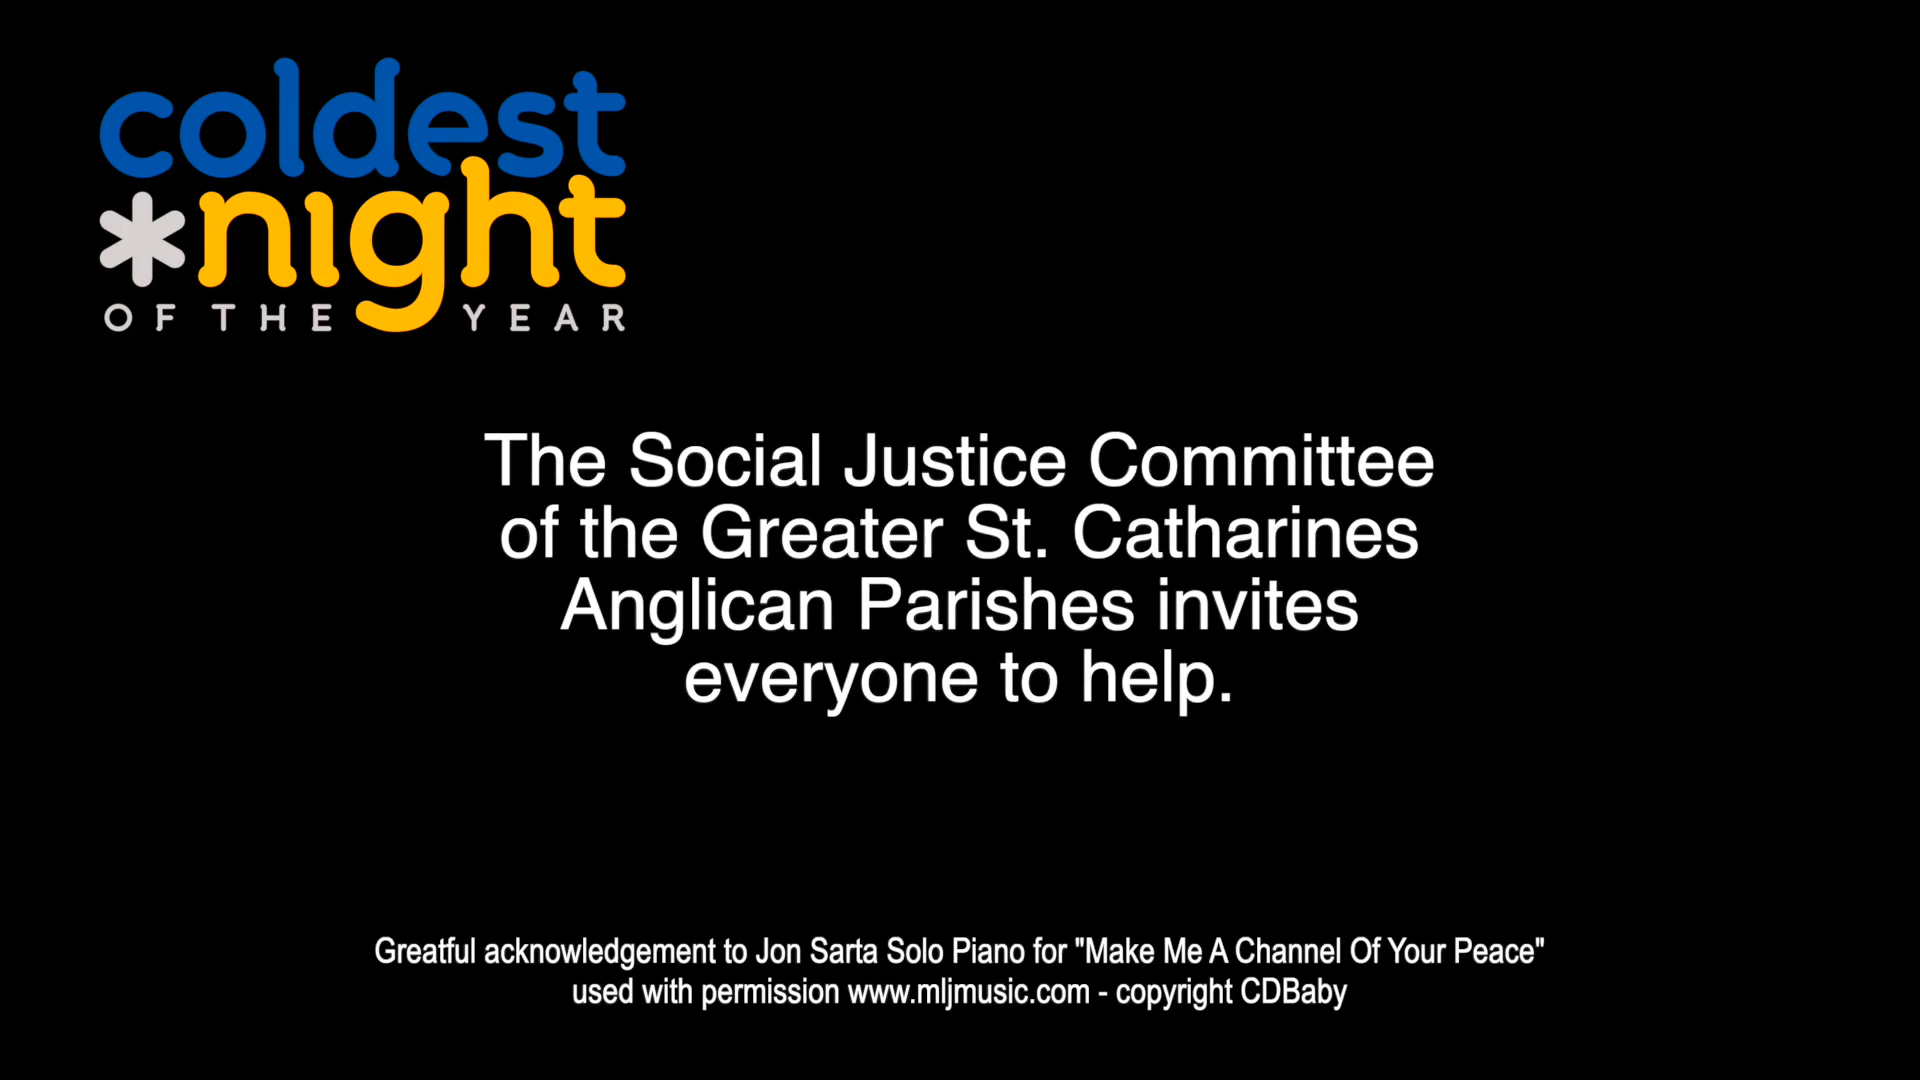 coldest
*night
OF THE YEAR
The Social Justice Committee
of the Greater St. Catharines
Anglican Parishes invites
everyone to help.
Greatful acknowledgement to Jon Sarta Solo Piano for "Make Me A Channel Of Your Peace"
used with permission www.mljmusic.com - copyright CDBaby